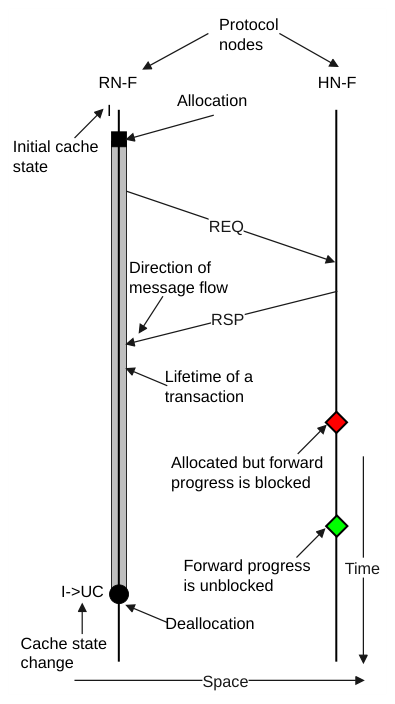 Protocol
nodes
RN-F
HN-F
I
Allocation
Initial cache
state
REQ
Direction of
message flow
RSP
Lifetime of a
transaction
Allocated but forward
progress is blocked
Forward progress
is unblocked
Time
I->UC
Deallocation
Cache state
change
Space